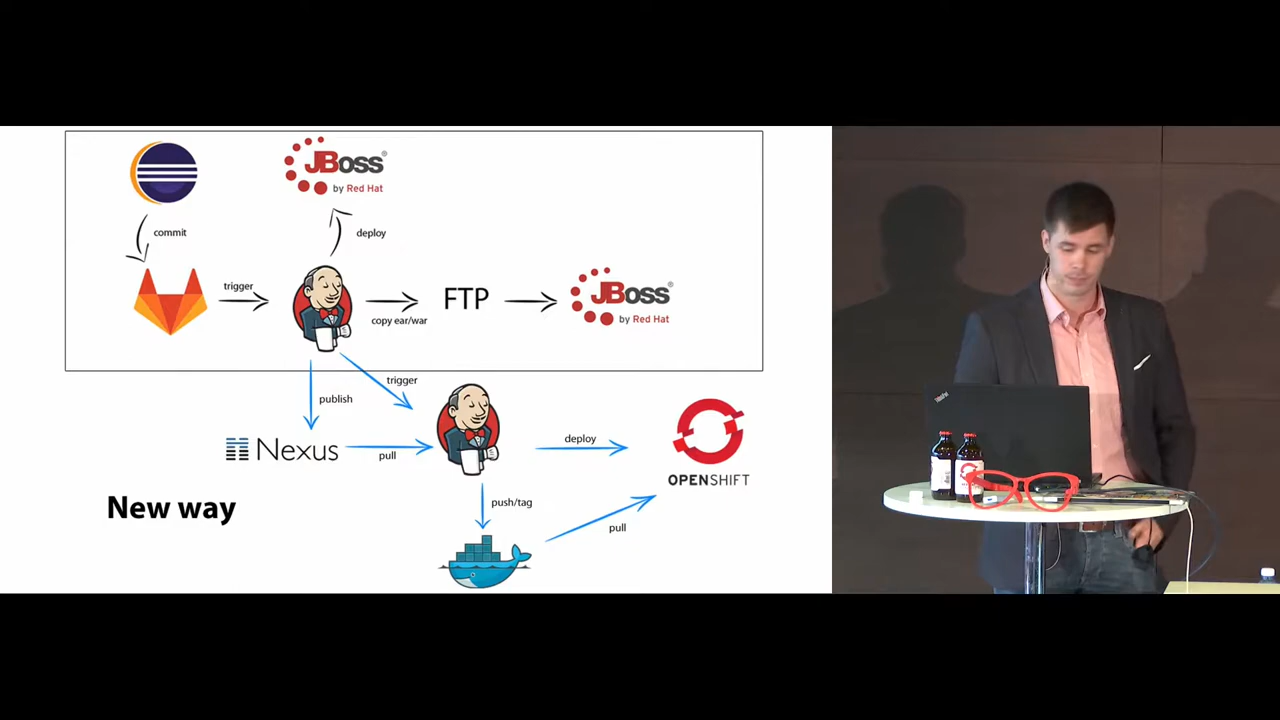 JBoss®
by Red Hat
commit
deploy
trigger
copy ear/war
FTP
JBoss®
by Red Hat
trigger
publish
Nexus
pull
deploy
OPENSHIFT
New way
push/tag
pull
ThinkPad